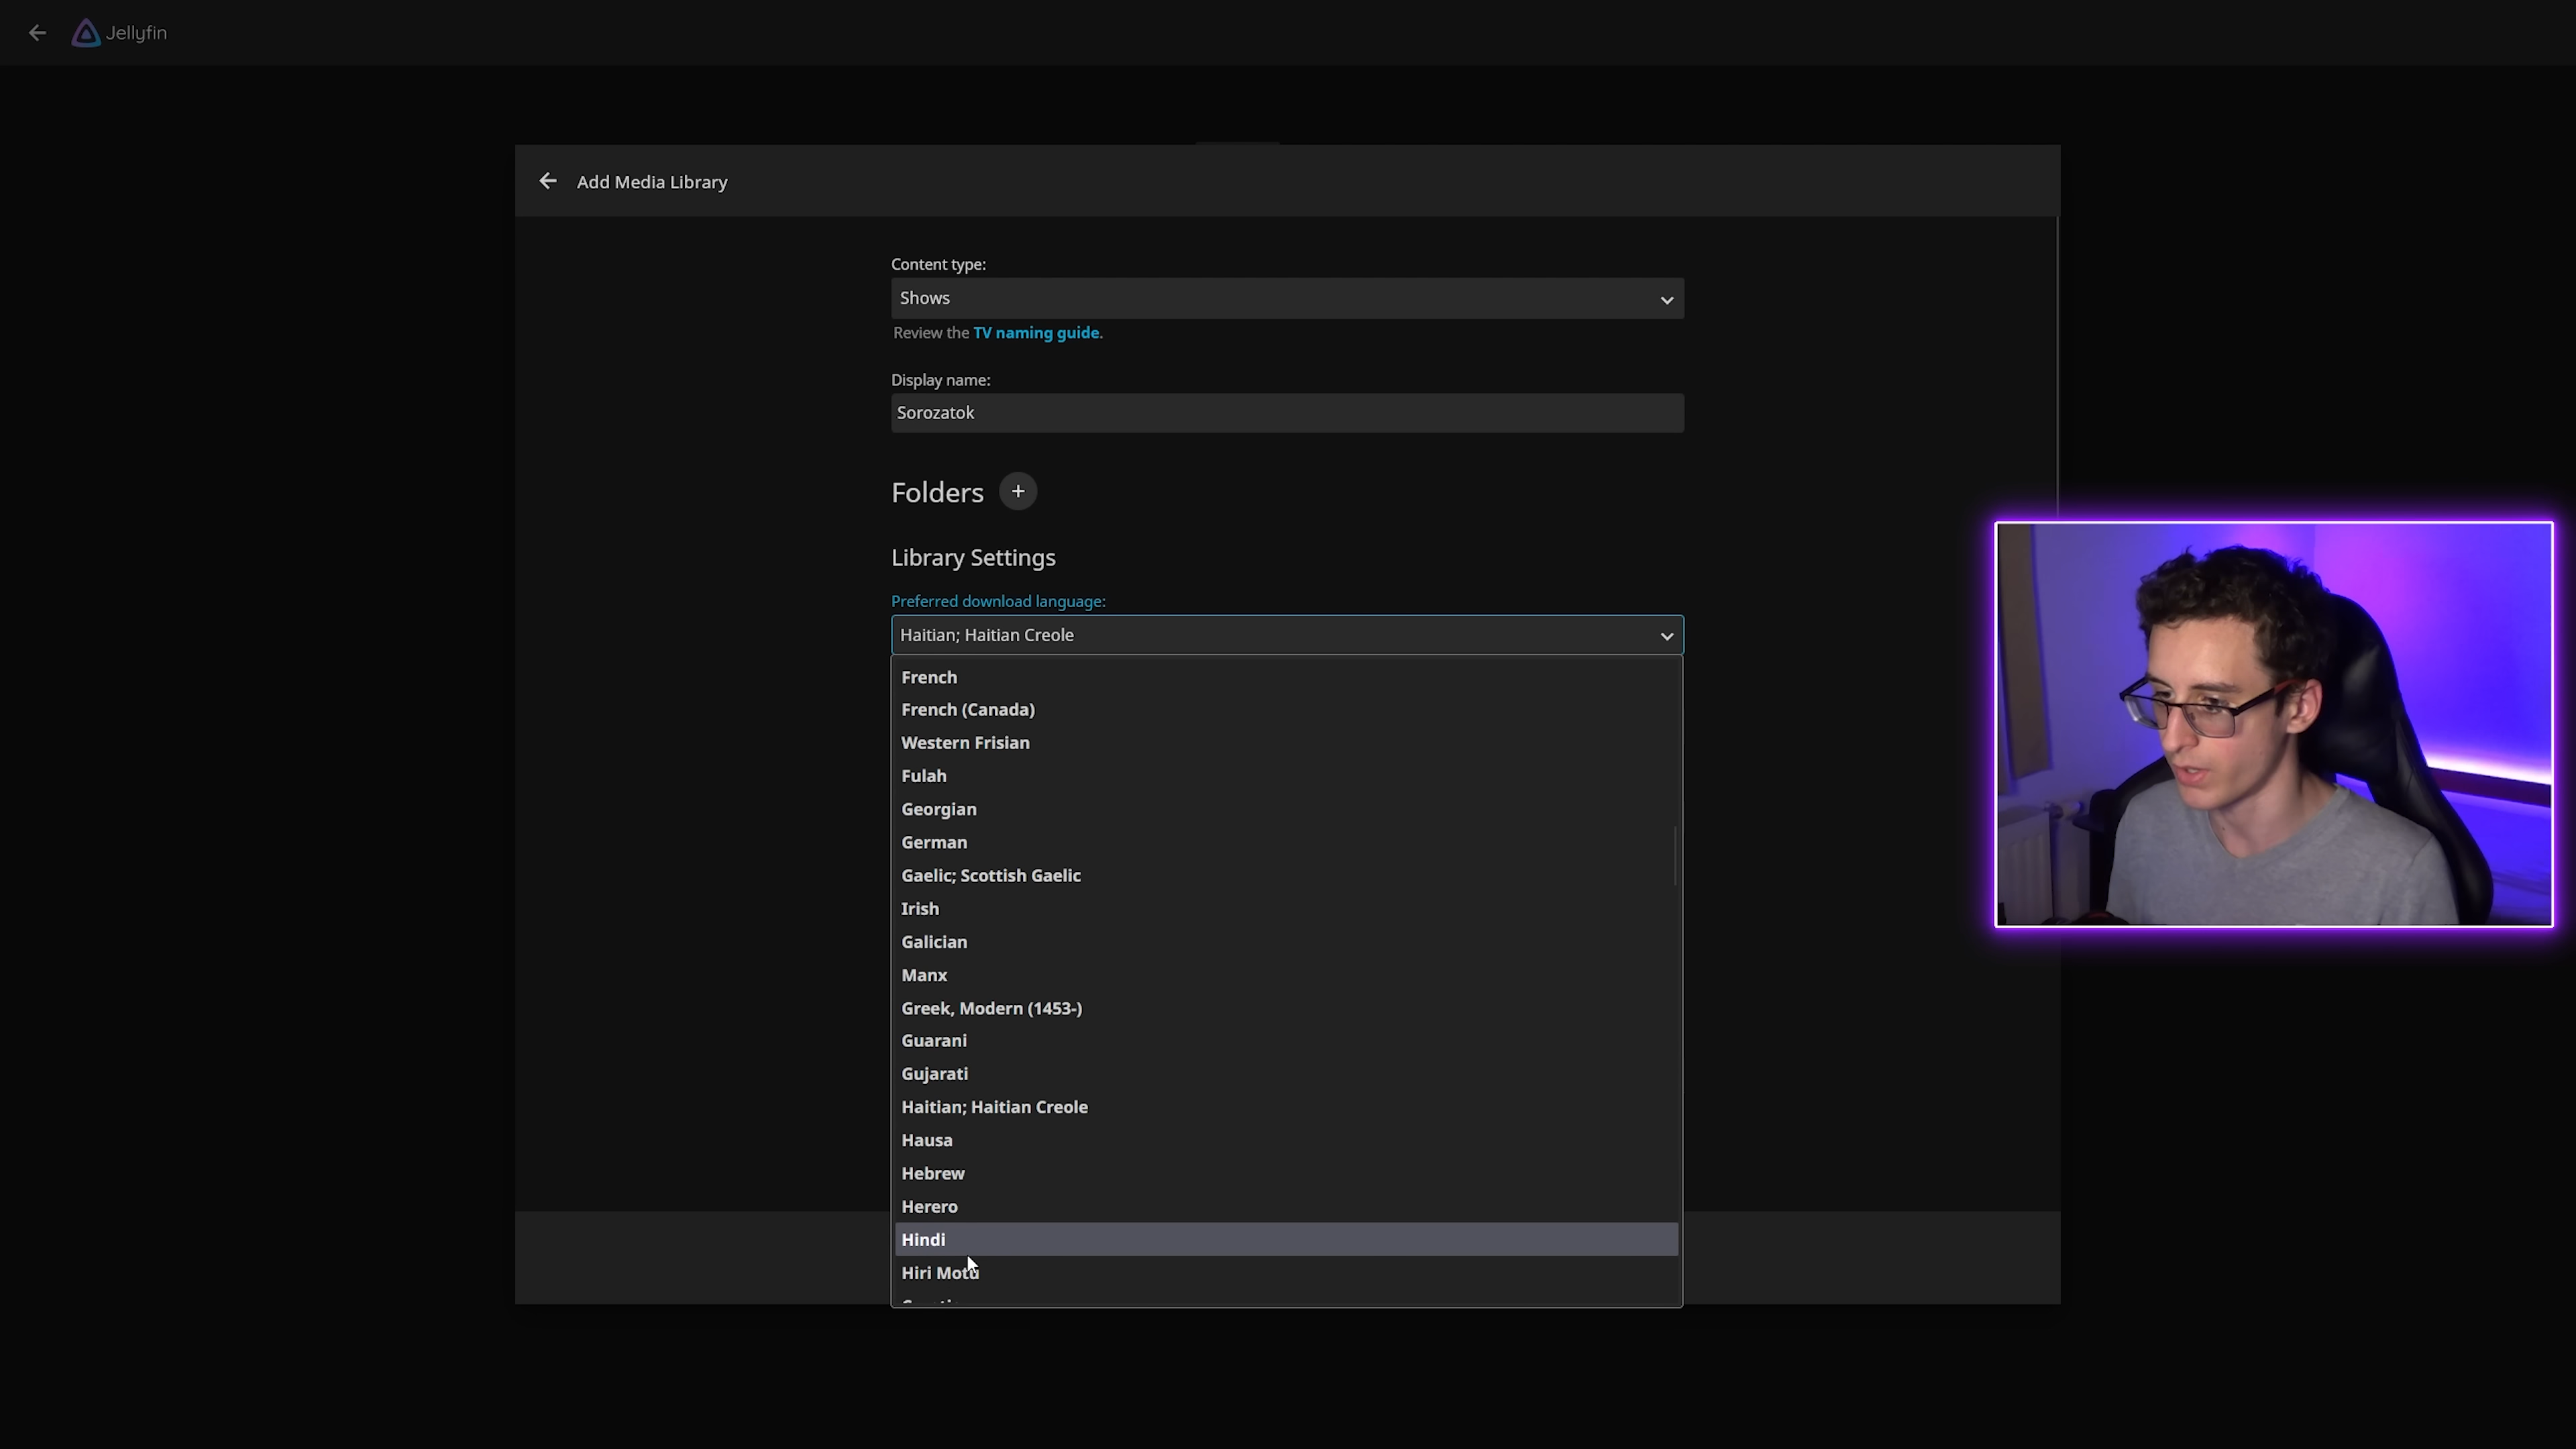 Jellyfin
Add Media Library
Content type:
Shows
Review the TV naming guide.
Display name:
Sorozatok
Folders +
Library Settings
Preferred download language:
Haitian; Haitian Creole
French
French (Canada)
Western Frisian
Fulah
Georgian
German
Gaelic; Scottish Gaelic
Irish
Galician
Manx
Greek, Modern (1453-)
Guarani
Gujarati
Haitian; Haitian Creole
Hausa
Hebrew
Herero
Hindi
Hiri Motu